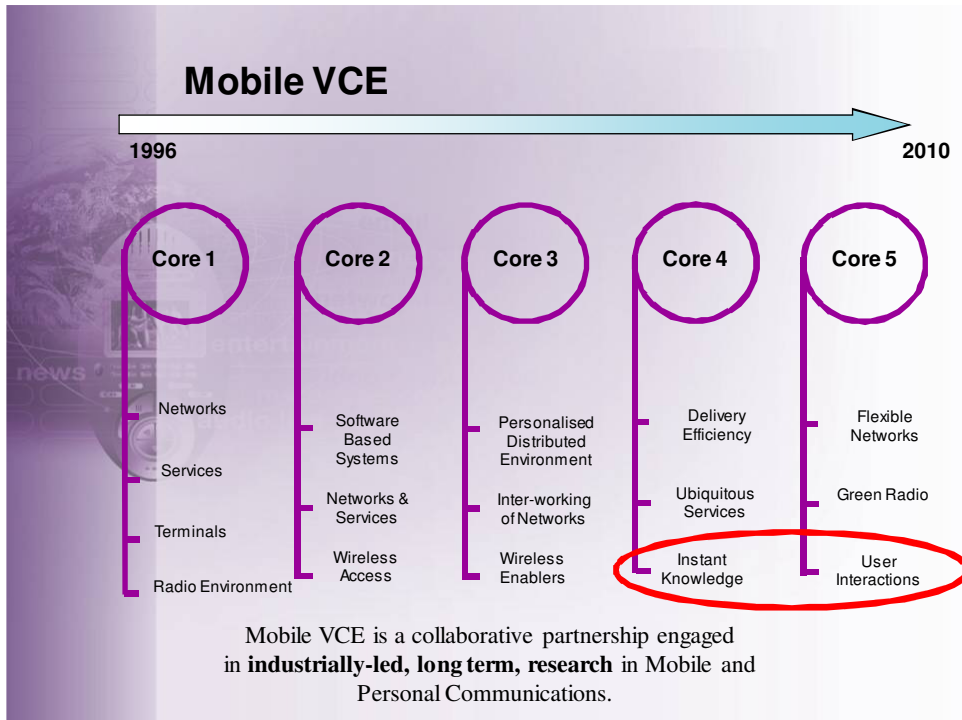 Mobile VCE
1996
2010
Core 1
Core 2
Core 3
Core 4
Core 5
Networks
Services
Terminals
Radio Environment
Software
Based
Systems
Networks &
Services
Wireless
Access
Personalised
Distributed
Environment
Inter-working
of Networks
Wireless
Enablers
Delivery
Efficiency
Ubiquitous
Services
Instant
Knowledge
Flexible
Networks
Green Radio
User
Interactions
news
entertainment
Mobile VCE is a collaborative partnership engaged
in industrially-led, long term, research in Mobile and
Personal Communications.